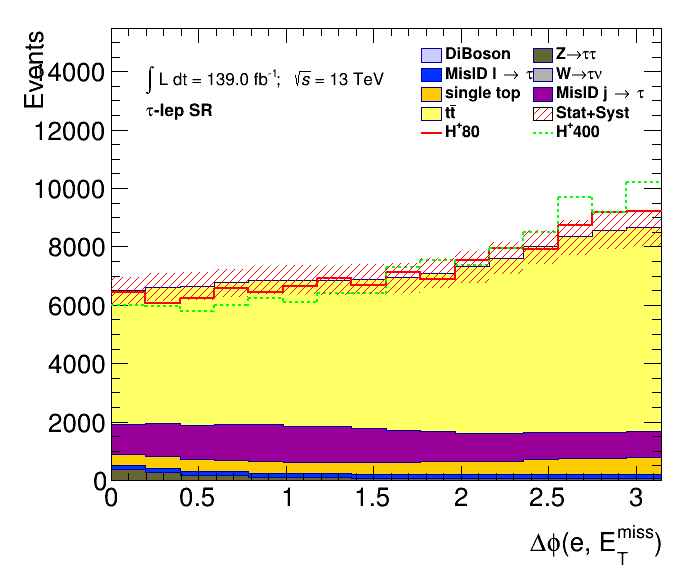 Events
14000
12000
10000
8000
6000
4000
2000
0
∫ L dt = 139.0 fb⁻¹; √s = 13 TeV
τ-lep SR
DiBoson
Z→ττ
MisID l → τ
W→τν
single top
MisID j → τ
tt̄
Stat+Syst
H⁺80
H⁺400
0 0.5 1 1.5 2 2.5 3
Δϕ(e, E_T^miss)